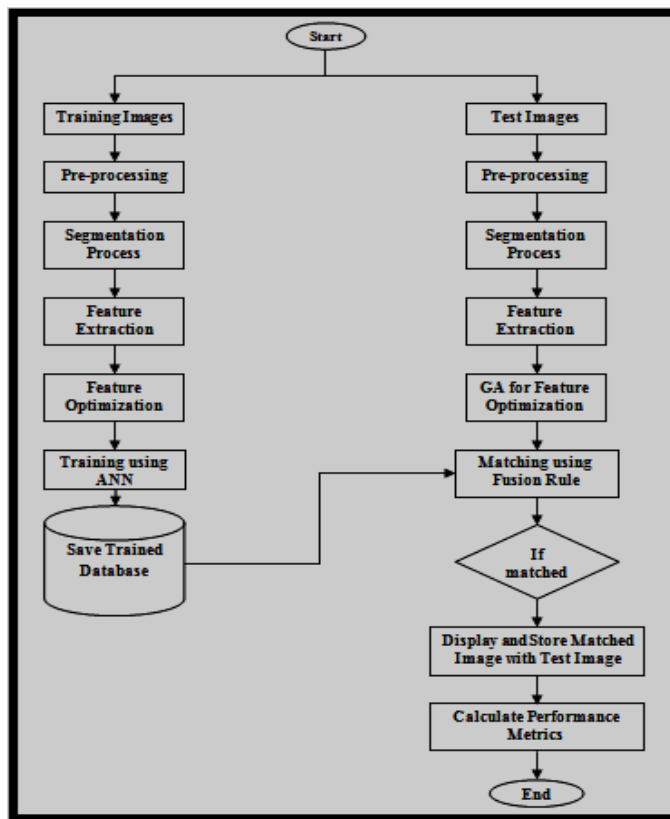 Start
Training Images
Pre-processing
Segmentation
Process
Feature
Extraction
Feature
Optimization
Training using
ANN
Save Trained
Database
Test Images
Pre-processing
Segmentation
Process
Feature
Extraction
GA for Feature
Optimization
Matching using
Fusion Rule
If
matched
Display and Store Matched
Image with Test Image
Calculate Performance
Metrics
End